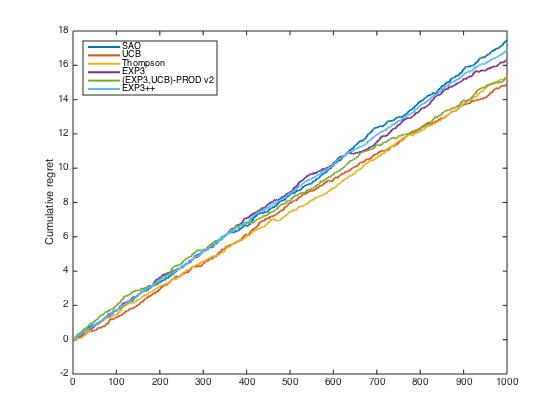 18
16
14
12
10
8
6
4
2
0
-2
Cumulative regret
SAO
UCB
Thompson
EXP3
(EXP3,UCB)-PROD v2
EXP3++
0 100 200 300 400 500 600 700 800 900 1000